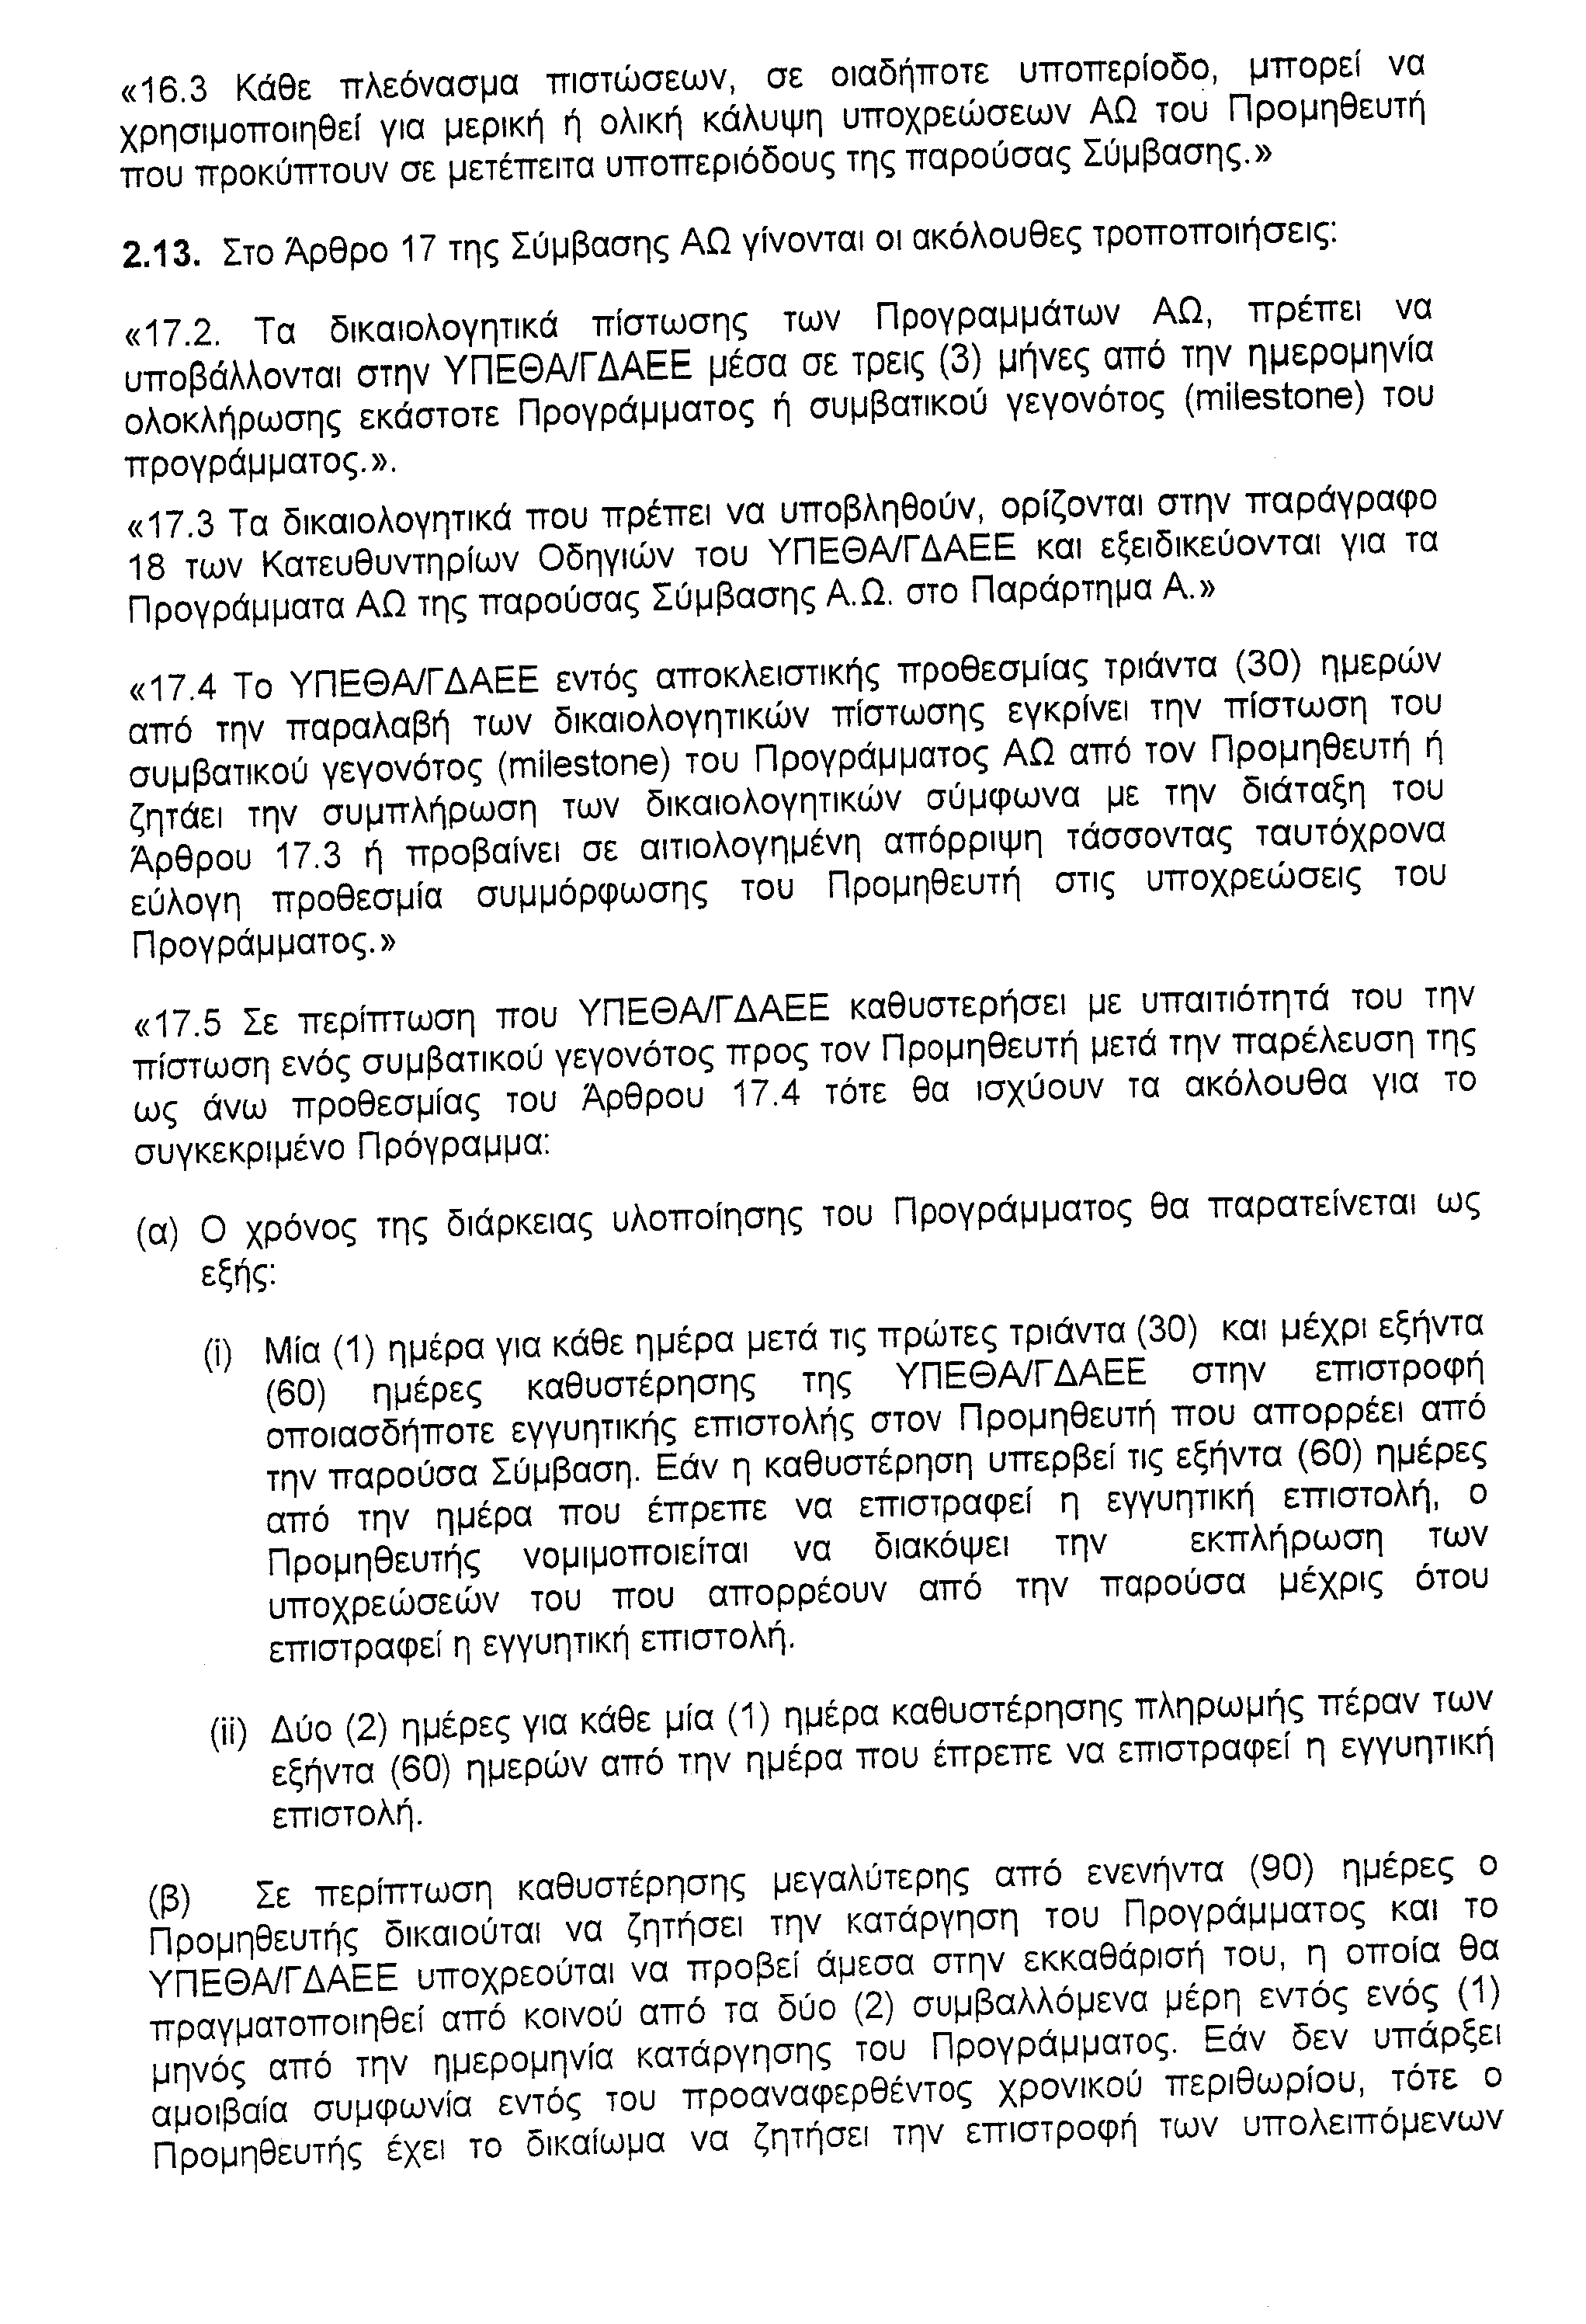 «16.3 Κάθε πλεόνασμα πιστώσεων, σε οιαδήποτε υποπερίοδο, μπορεί να
χρησιμοποιηθεί για μερική ή ολική κάλυψη υποχρεώσεων ΑΩ του Προμηθευτή
που προκύπτουν σε μετέπειτα υποπεριόδους της παρούσας Σύμβασης.»
2.13. Στο Άρθρο 17 της Σύμβασης ΑΩ γίνονται οι ακόλουθες τροποποιήσεις:
«17.2. Τα δικαιολογητικά πίστωσης των Προγραμμάτων ΑΩ, πρέπει να
υποβάλλονται στην ΥΠΕΘΑ/ΓΔΑΕΕ μέσα σε τρεις (3) μήνες από την ημερομηνία
ολοκλήρωσης εκάστοτε Προγράμματος ή συμβατικού γεγονότος (milestone) του
προγράμματος.».
«17.3 Τα δικαιολογητικά που πρέπει να υποβληθούν, ορίζονται στην παράγραφο
18 των Κατευθυντηρίων Οδηγιών του ΥΠΕΘΑ/ΓΔΑΕΕ και εξειδικεύονται για τα
Προγράμματα ΑΩ της παρούσας Σύμβασης Α.Ω. στο Παράρτημα Α.»
«17.4 Το ΥΠΕΘΑ/ΓΔΑΕΕ εντός αποκλειστικής προθεσμίας τριάντα (30) ημερών
από την παραλαβή των δικαιολογητικών πίστωσης εγκρίνει την πίστωση του
συμβατικού γεγονότος (milestone) του Προγράμματος ΑΩ από τον Προμηθευτή ή
ζητάει την συμπλήρωση των δικαιολογητικών σύμφωνα με την διάταξη του
Άρθρου 17.3 ή προβαίνει σε αιτιολογημένη απόρριψη τάσσοντας ταυτόχρονα
εύλογη προθεσμία συμμόρφωσης του Προμηθευτή στις υποχρεώσεις του
Προγράμματος.»
«17.5 Σε περίπτωση που ΥΠΕΘΑ/ΓΔΑΕΕ καθυστερήσει με υπαιτιότητά του την
πίστωση ενός συμβατικού γεγονότος προς τον Προμηθευτή μετά την παρέλευση της
ως άνω προθεσμίας του Άρθρου 17.4 τότε θα ισχύουν τα ακόλουθα για το
συγκεκριμένο Πρόγραμμα:
(α) Ο χρόνος της διάρκειας υλοποίησης του Προγράμματος θα παρατείνεται ως
εξής:
(i) Μία (1) ημέρα για κάθε ημέρα μετά τις πρώτες τριάντα (30) και μέχρι εξήντα
(60) ημέρες καθυστέρησης της ΥΠΕΘΑ/ΓΔΑΕΕ στην επιστροφή
οποιασδήποτε εγγυητικής επιστολής στον Προμηθευτή που απορρέει από
την παρούσα Σύμβαση. Εάν η καθυστέρηση υπερβεί τις εξήντα (60) ημέρες
από την ημέρα που έπρεπε να επιστραφεί η εγγυητική επιστολή, ο
Προμηθευτής νομιμοποιείται να διακόψει την εκπλήρωση των
υποχρεώσεών του που απορρέουν από την παρούσα μέχρις ότου
επιστραφεί η εγγυητική επιστολή.
(ii) Δύο (2) ημέρες για κάθε μία (1) ημέρα καθυστέρησης πληρωμής πέραν των
εξήντα (60) ημερών από την ημέρα που έπρεπε να επιστραφεί η εγγυητική
επιστολή.
(β) Σε περίπτωση καθυστέρησης μεγαλύτερης από ενενήντα (90) ημέρες ο
Προμηθευτής δικαιούται να ζητήσει την κατάργηση του Προγράμματος και το
ΥΠΕΘΑ/ΓΔΑΕΕ υποχρεούται να προβεί άμεσα στην εκκαθάρισή του, η οποία θα
πραγματοποιηθεί από κοινού από τα δύο (2) συμβαλλόμενα μέρη εντός ενός (1)
μηνός από την ημερομηνία κατάργησης του Προγράμματος. Εάν δεν υπάρξει
αμοιβαία συμφωνία εντός του προαναφερθέντος χρονικού περιθωρίου, τότε ο
Προμηθευτής έχει το δικαίωμα να ζητήσει την επιστροφή των υπολειπόμενων